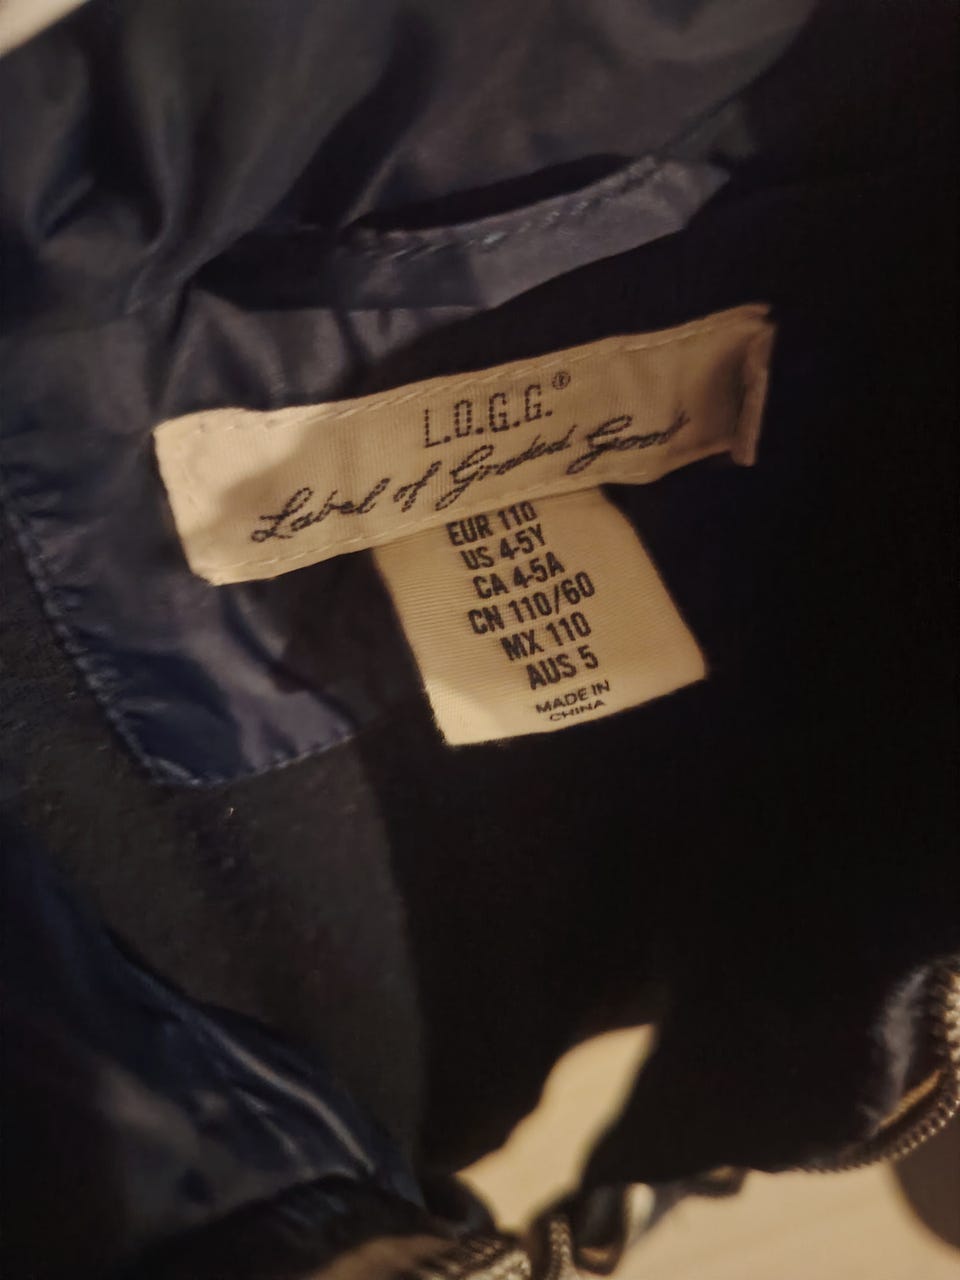 L.O.G.G.®
Label of Graded Goods
EUR 110
US 4-5Y
CA 4-5A
CN 110/60
MX 110
AUS 5
MADE IN
CHINA